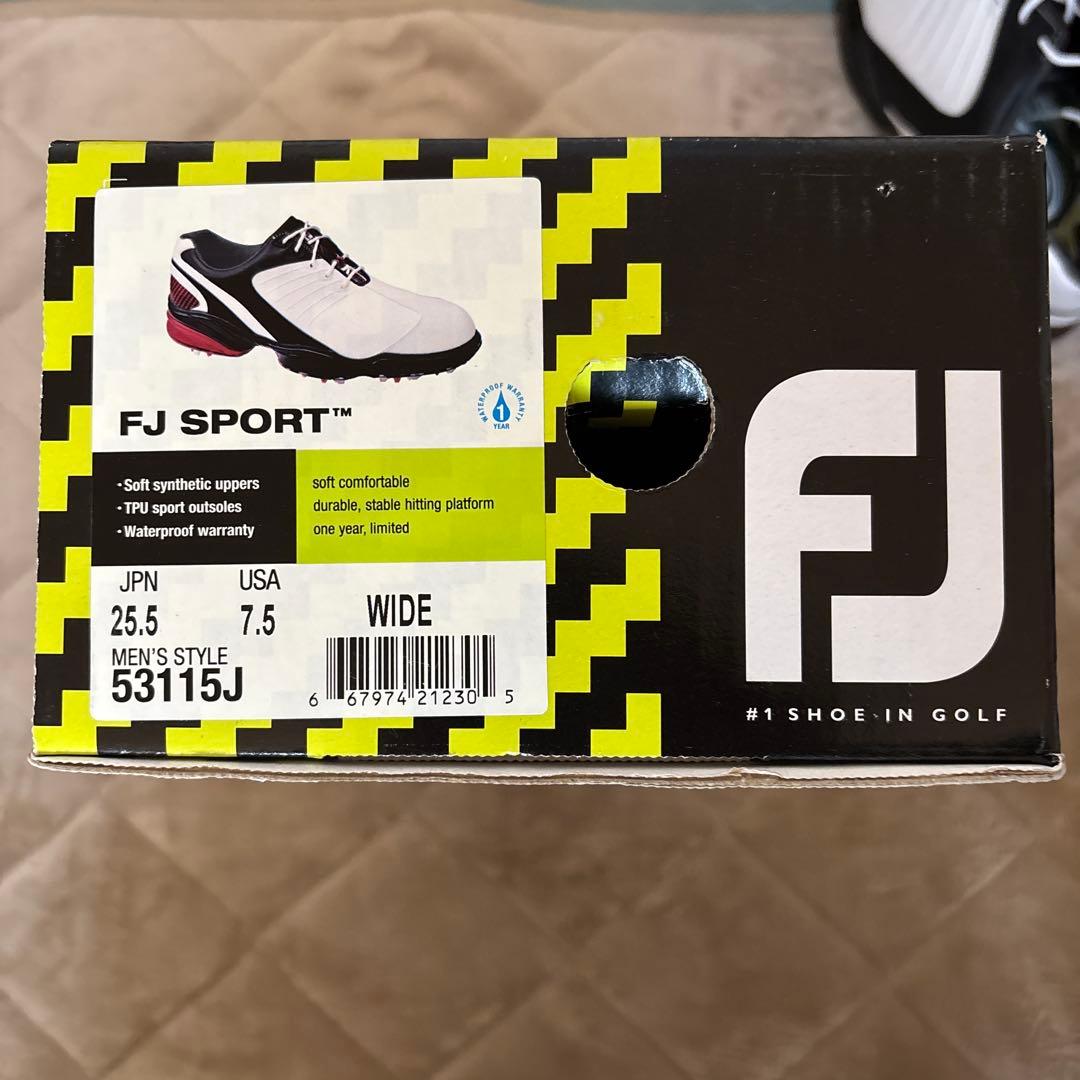 FJ SPORT™
WATERPROOF WARRANTY
1
YEAR
·Soft synthetic uppers
·TPU sport outsoles
·Waterproof warranty
soft comfortable
durable, stable hitting platform
one year, limited
JPN
25.5
USA
7.5
WIDE
MEN'S STYLE
53115J
6 67974 21230 5
FJ
#1 SHOE IN GOLF